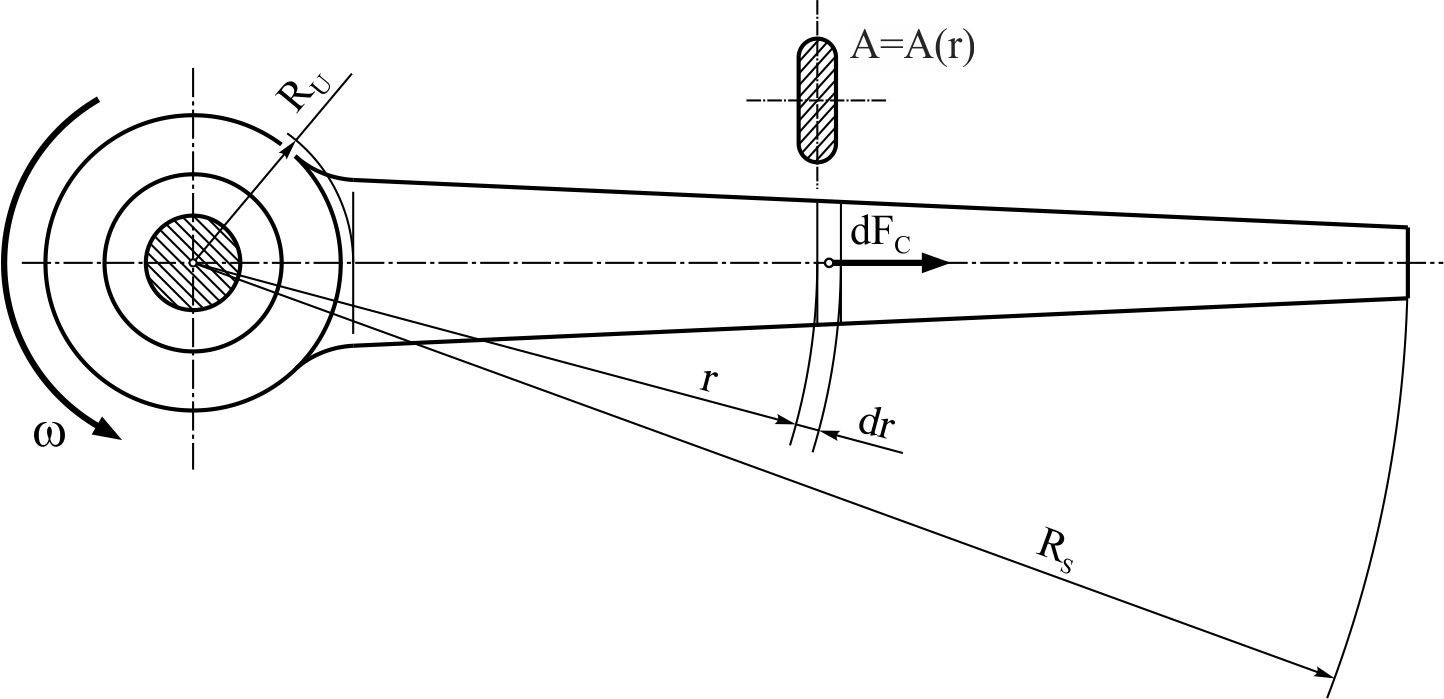 A=A(r)
R_U
dF_C
r
dr
ω
R_S